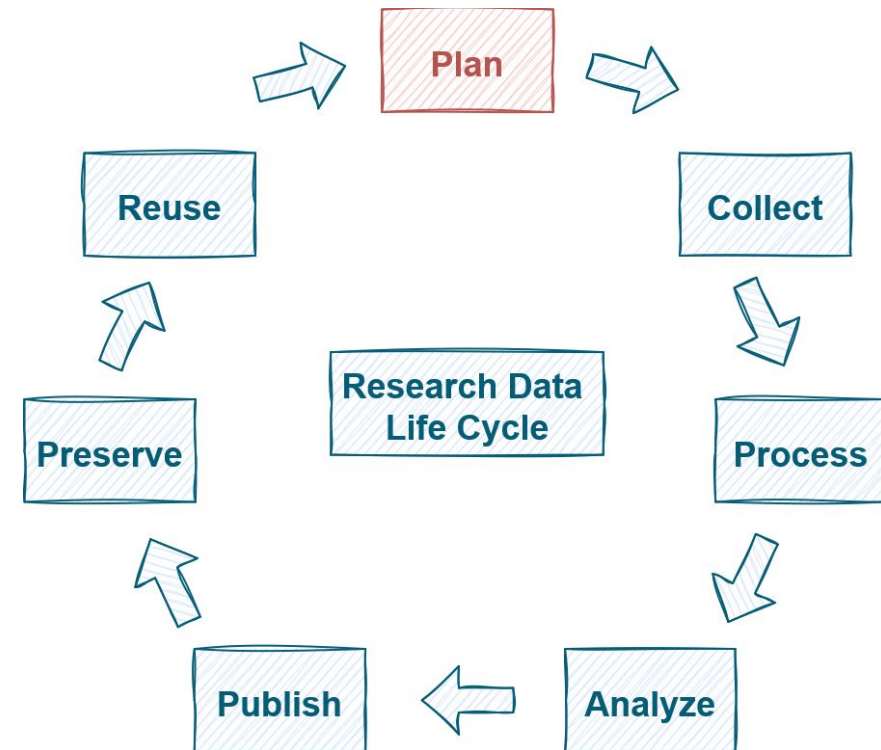 Plan
Collect
Process
Analyze
Publish
Preserve
Reuse
Research Data
Life Cycle